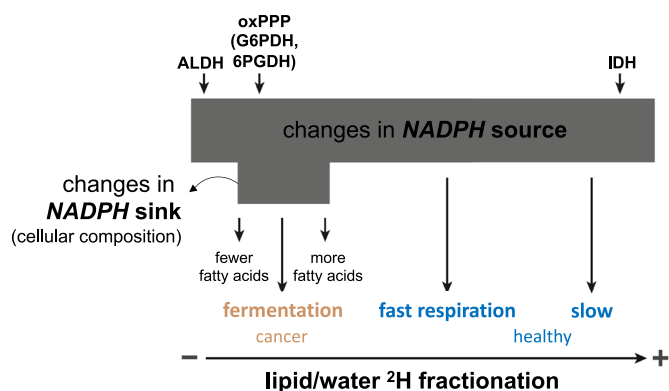 oxPPP
(G6PDH,
6PGDH)
ALDH
IDH
changes in NADPH source
changes in
NADPH sink
(cellular composition)
fewer
fatty acids
more
fatty acids
fermentation
cancer
fast respiration
slow
healthy
− +
lipid/water ²H fractionation